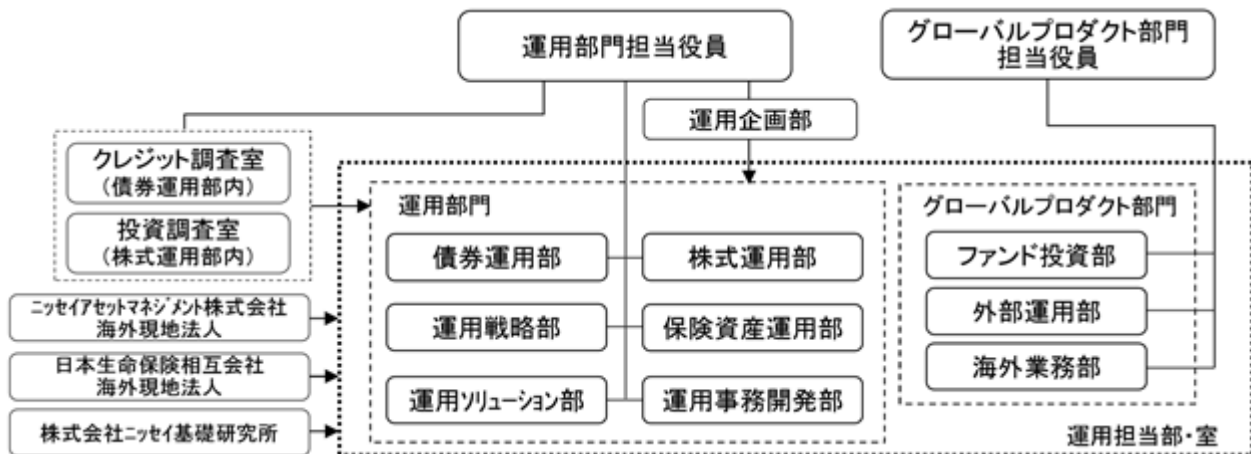 運用部門担当役員
グローバルプロダクト部門
担当役員
運用企画部
クレジット調査室
（債券運用部内）
投資調査室
（株式運用部内）
運用部門
債券運用部
株式運用部
運用戦略部
保険資産運用部
運用ソリューション部
運用事務開発部
グローバルプロダクト部門
ファンド投資部
外部運用部
海外業務部
ニッセイアセットマネジメント株式会社
海外現地法人
日本生命保険相互会社
海外現地法人
株式会社ニッセイ基礎研究所
運用担当部・室